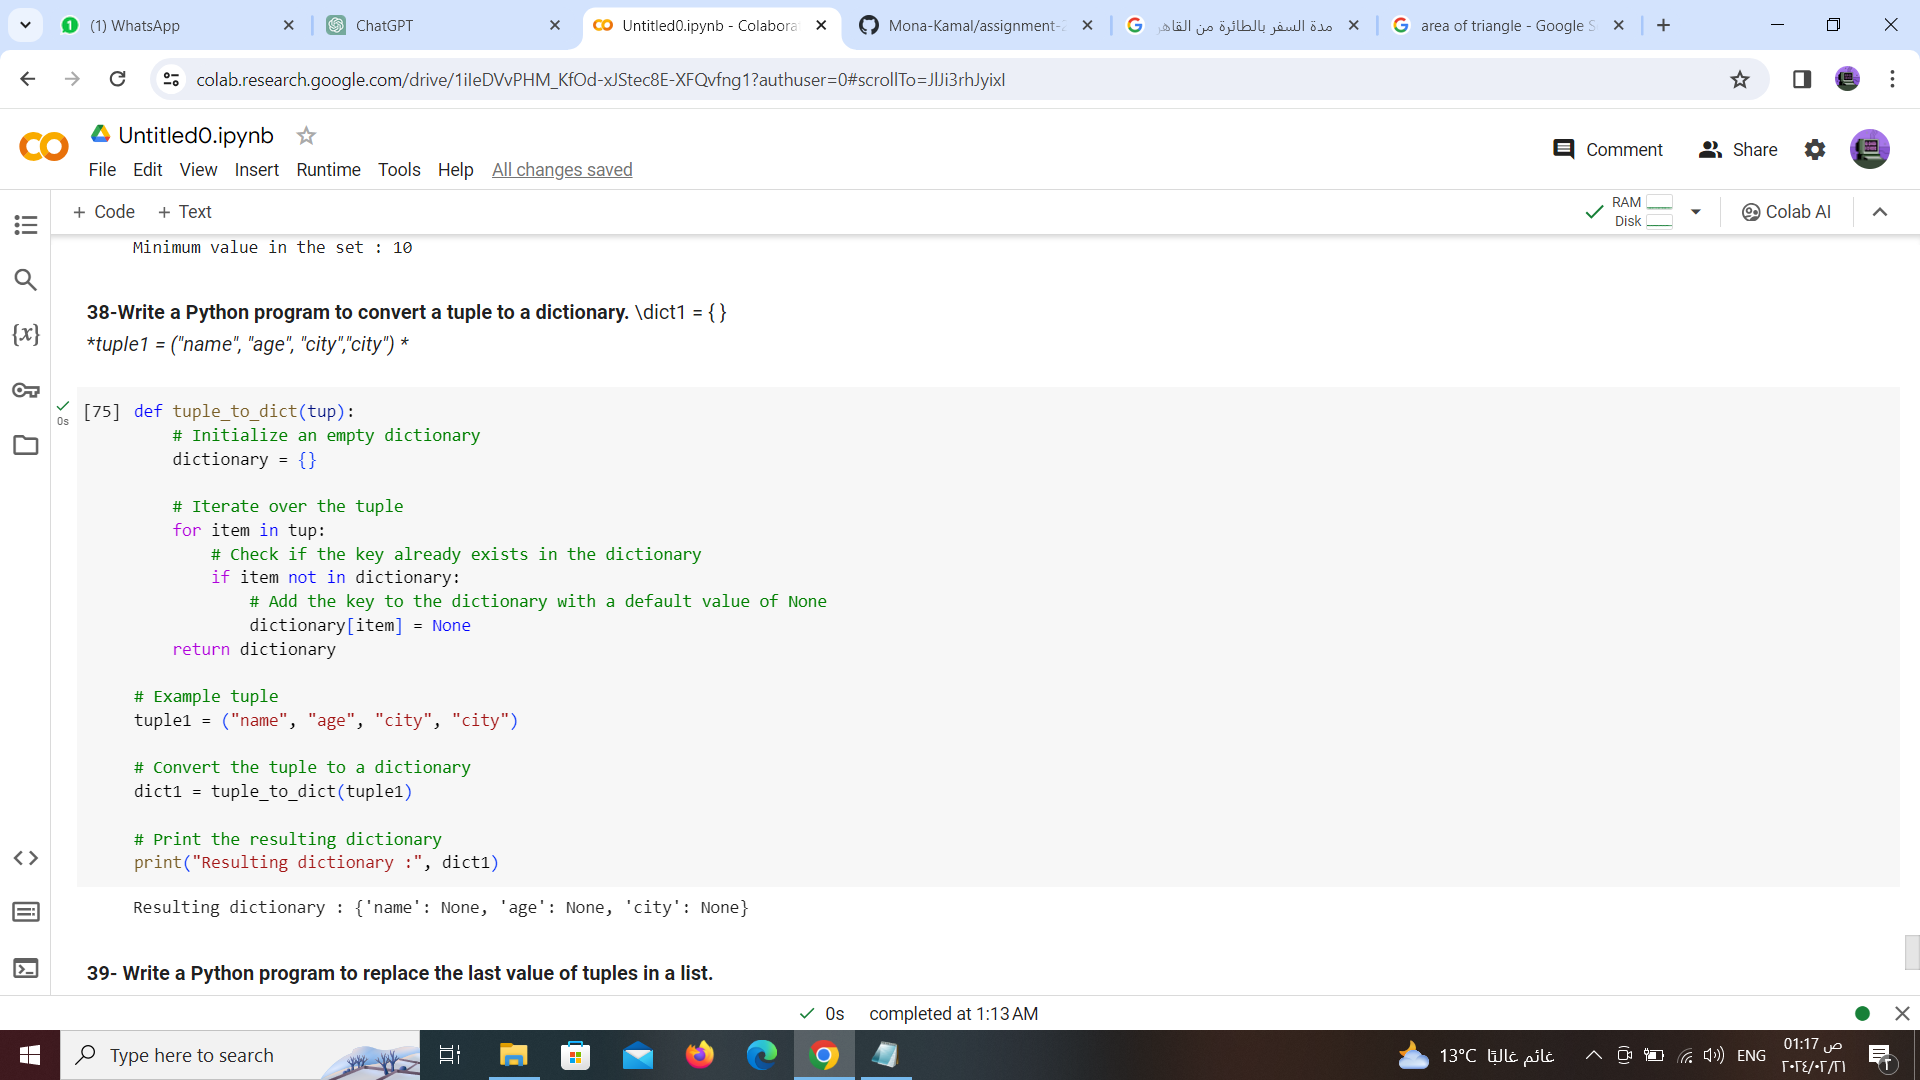 (1) WhatsApp
ChatGPT
Untitled0.ipynb - Colabora
Mona-Kamal/assignment-2
مدة السفر بالطائرة من القاهر
area of triangle - Google S
colab.research.google.com/drive/1iIeDVvPHM_KfOd-xJStec8E-XFQvfng1?authuser=0#scrollTo=JlJi3rhJyixI
Untitled0.ipynb
Comment
Share
File Edit View Insert Runtime Tools Help All changes saved
+ Code + Text
RAM
Disk
Colab AI
Minimum value in the set : 10
38-Write a Python program to convert a tuple to a dictionary. \dict1 = { }
*tuple1 = ("name", "age", "city","city") *
0s
[75] def tuple_to_dict(tup):
# Initialize an empty dictionary
dictionary = {}
# Iterate over the tuple
for item in tup:
# Check if the key already exists in the dictionary
if item not in dictionary:
# Add the key to the dictionary with a default value of None
dictionary[item] = None
return dictionary
# Example tuple
tuple1 = ("name", "age", "city", "city")
# Convert the tuple to a dictionary
dict1 = tuple_to_dict(tuple1)
# Print the resulting dictionary
print("Resulting dictionary :", dict1)
Resulting dictionary : {'name': None, 'age': None, 'city': None}
39- Write a Python program to replace the last value of tuples in a list.
0s completed at 1:13 AM
Type here to search
13°C غائم غالبًا
ENG
01:17 ص
٢٠٢٤/٠٢/٢١
٢